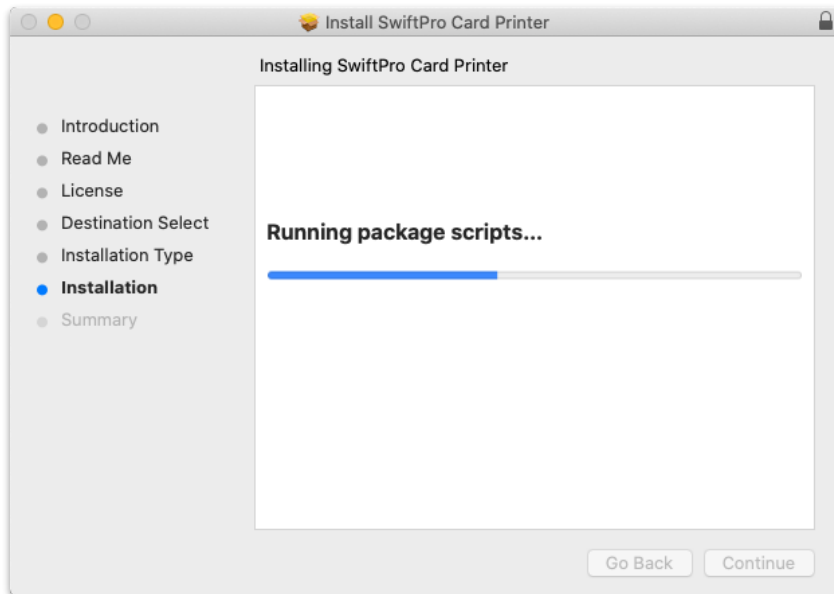 Install SwiftPro Card Printer
Installing SwiftPro Card Printer
Introduction
Read Me
License
Destination Select
Installation Type
Installation
Summary
Running package scripts...
Go Back
Continue